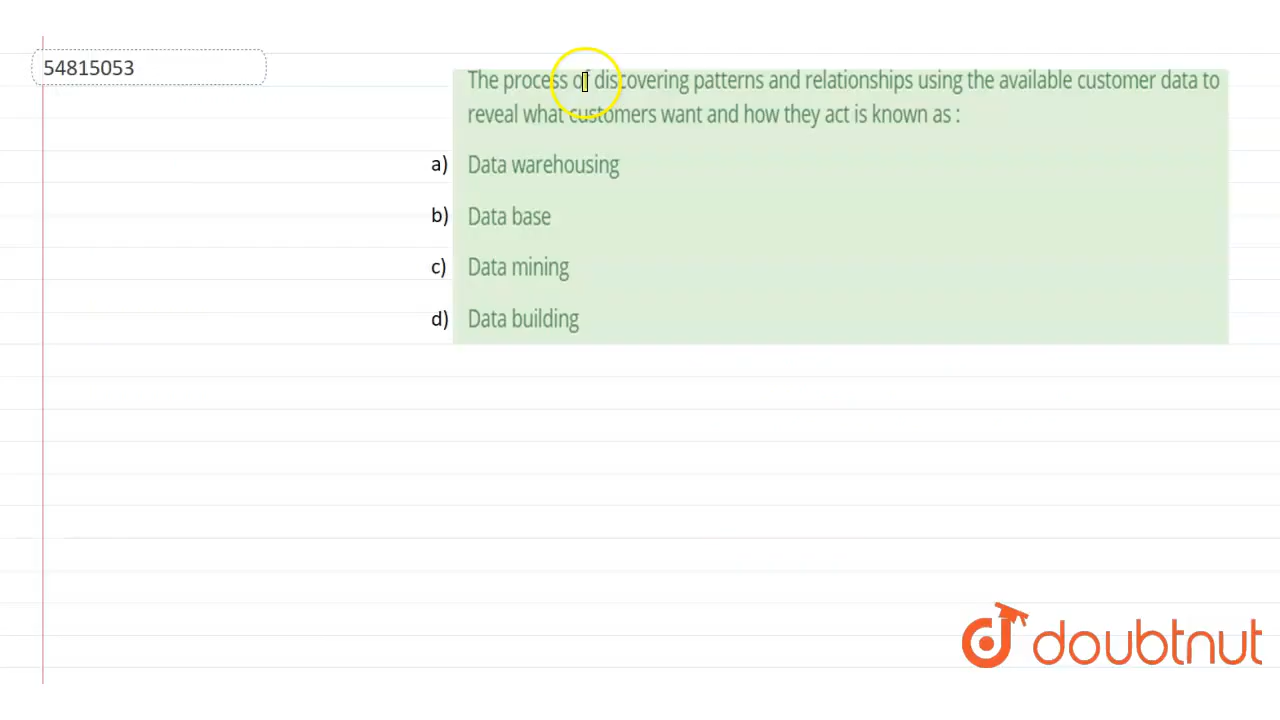 54815053
The process of discovering patterns and relationships using the available customer data to
reveal what customers want and how they act is known as :
a) Data warehousing
b) Data base
c) Data mining
d) Data building
doubtnut